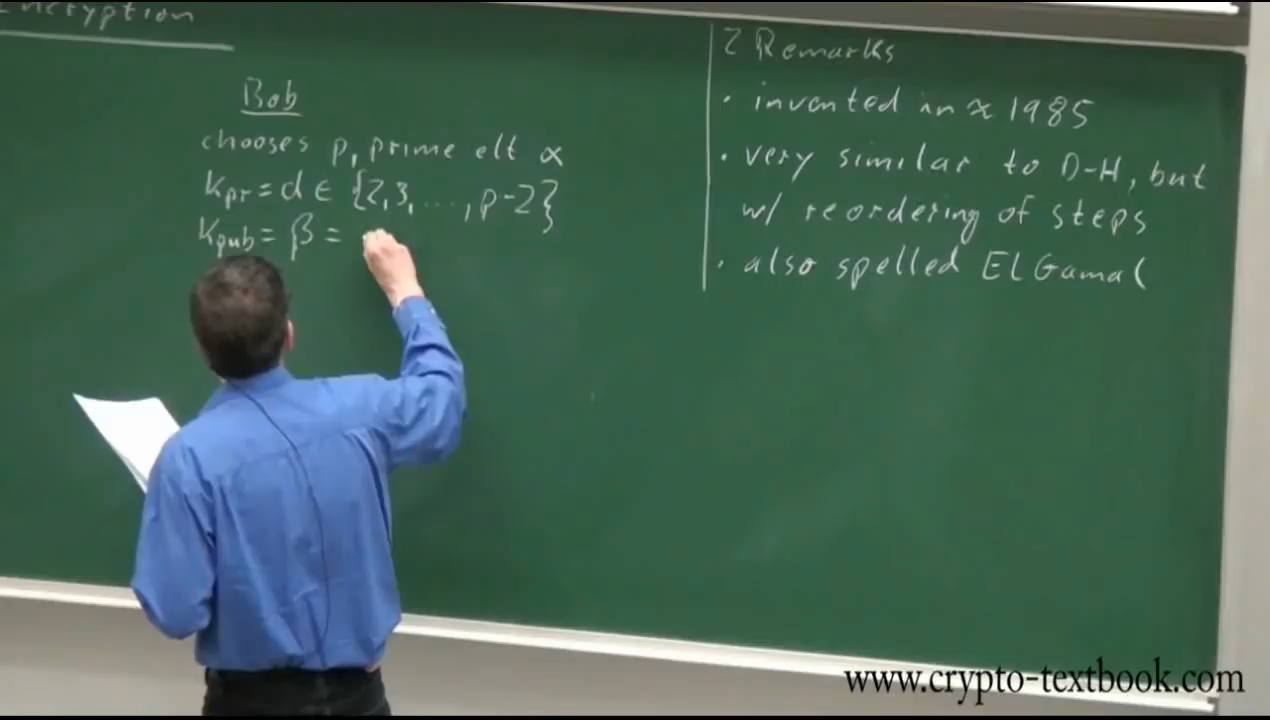 Encryption
Bob
chooses p, prime elt α
Kpr = d ∈ {2,3,...,p-2}
Kpub = β =
2 Remarks
• invented in ≈ 1985
• very similar to D-H, but
w/ reordering of steps
• also spelled El Gamal
www.crypto-textbook.com